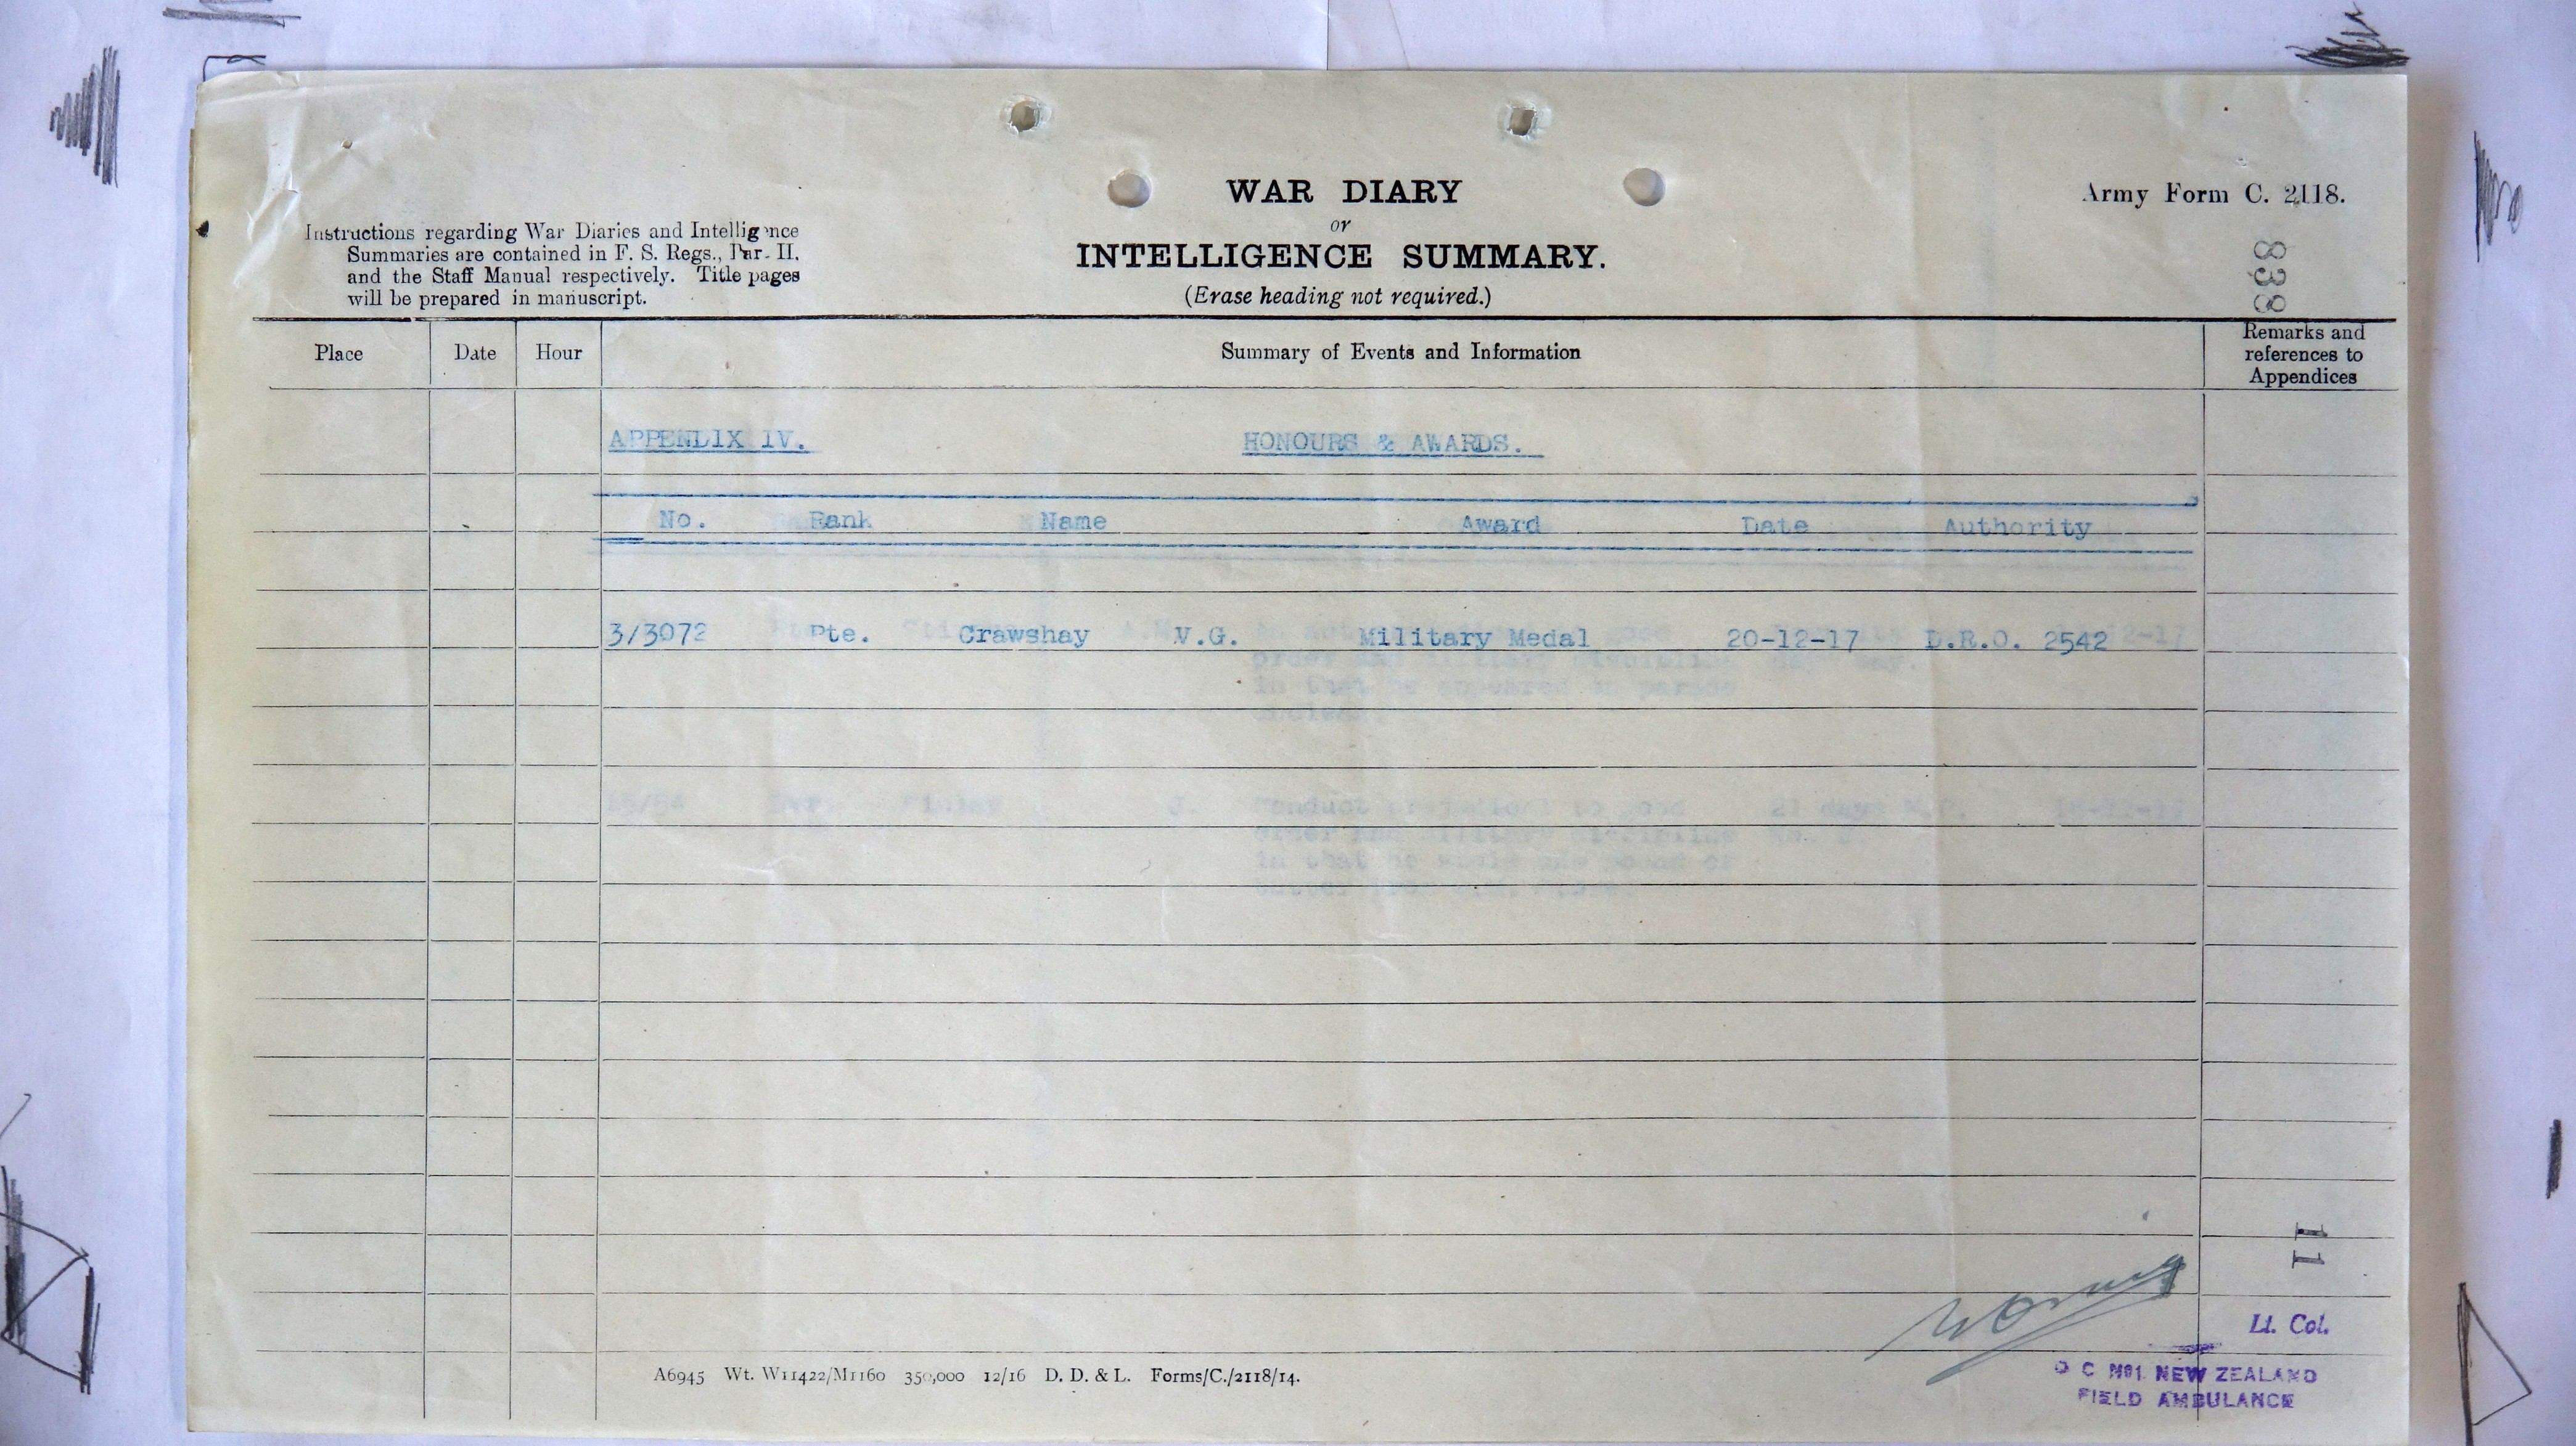 WAR DIARY
or
INTELLIGENCE SUMMARY.
(Erase heading not required.)
Army Form C. 2118.
838
Instructions regarding War Diaries and Intelligence
Summaries are contained in F. S. Regs., Par. II.
and the Staff Manual respectively. Title pages
will be prepared in manuscript.
Place Date Hour Summary of Events and Information Remarks and references to Appendices
APPENDIX IV. HONOURS & AWARDS.
No. Rank Name Award Date Authority
3/3072 Pte. Crawshay V.G. Military Medal 20-12-17 D.R.O. 2542
11
Lt. Col.
A6945 Wt. W11422/M1160 350,000 12/16 D. D. & L. Forms/C./2118/14.
O C No1 NEW ZEALAND
FIELD AMBULANCE